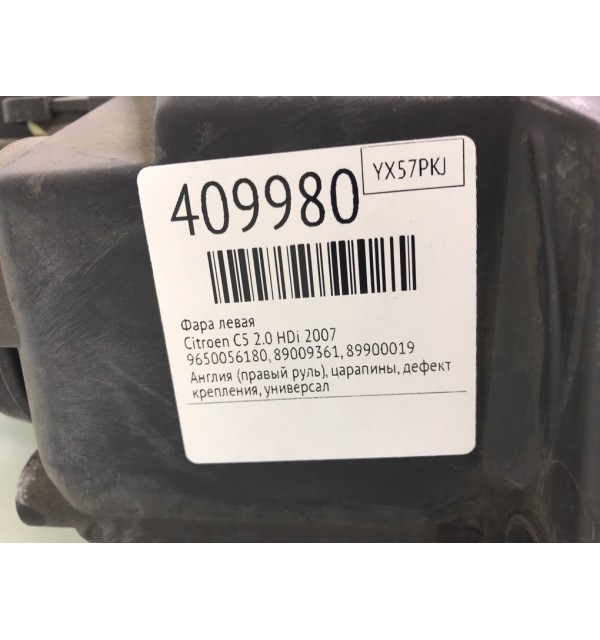 YX57PKJ
409980
Фара левая
Citroen C5 2.0 HDi 2007
9650056180, 89009361, 89900019
Англия (правый руль), царапины, дефект
крепления, универсал